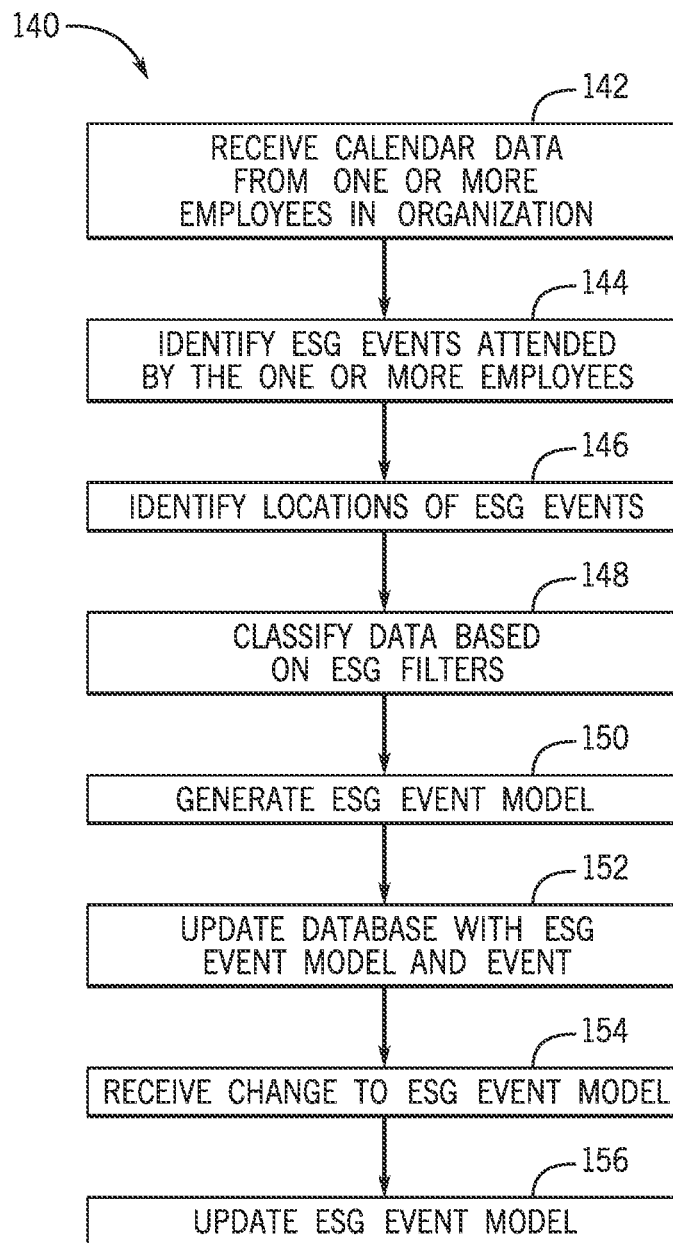 140
142
RECEIVE CALENDAR DATA
FROM ONE OR MORE
EMPLOYEES IN ORGANIZATION
144
IDENTIFY ESG EVENTS ATTENDED
BY THE ONE OR MORE EMPLOYEES
146
IDENTIFY LOCATIONS OF ESG EVENTS
148
CLASSIFY DATA BASED
ON ESG FILTERS
150
GENERATE ESG EVENT MODEL
152
UPDATE DATABASE WITH ESG
EVENT MODEL AND EVENT
154
RECEIVE CHANGE TO ESG EVENT MODEL
156
UPDATE ESG EVENT MODEL